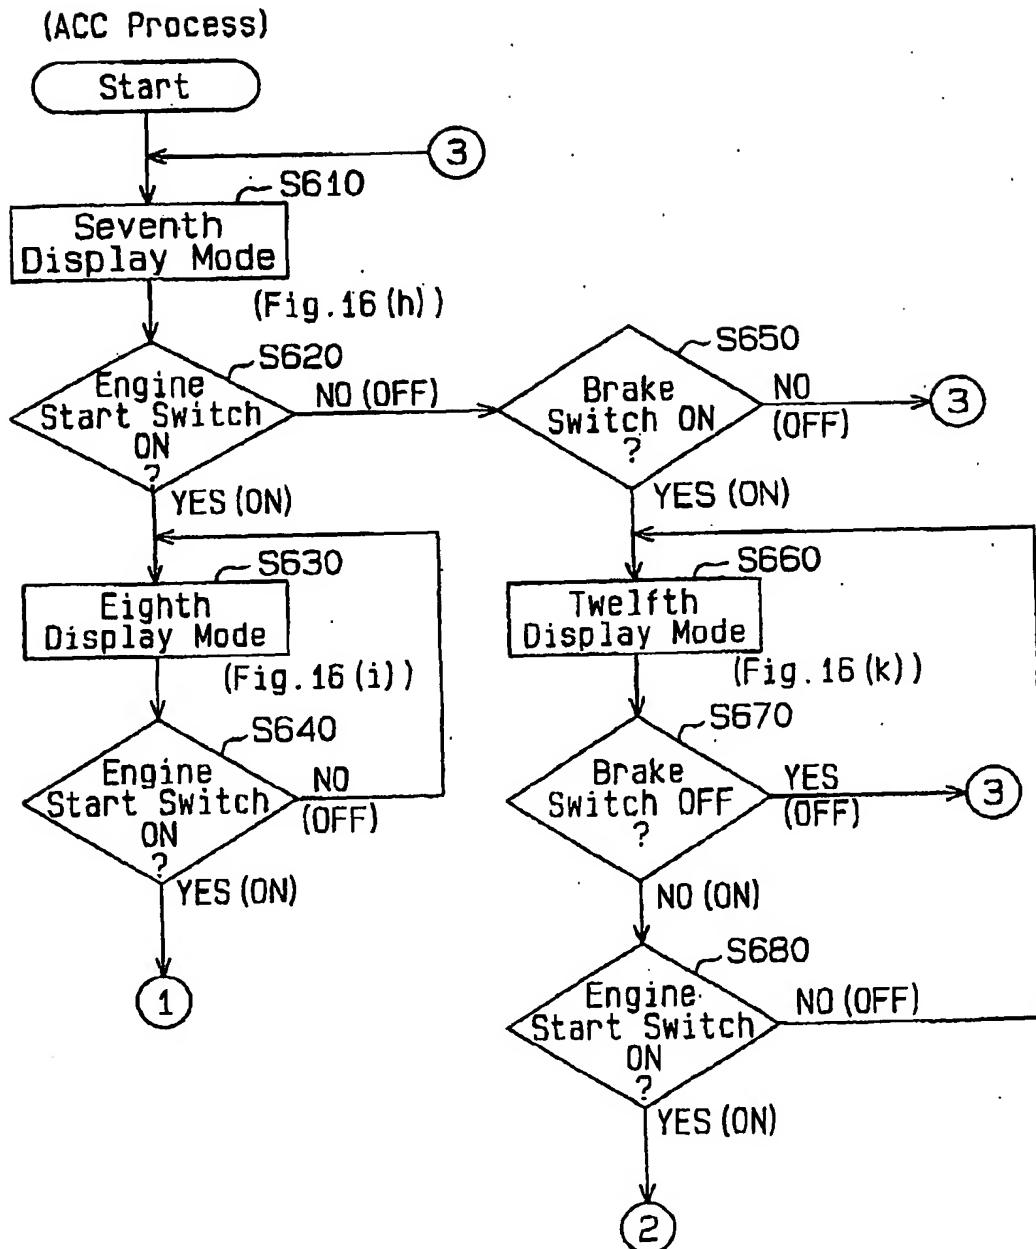 (ACC Process)
Start
3
S610
Seventh
Display Mode
(Fig.16(h))
S620
Engine
Start Switch
ON
?
NO(OFF)
YES(ON)
S650
Brake
Switch ON
?
NO
(OFF)
3
YES(ON)
S630
Eighth
Display Mode
(Fig.16(i))
S660
Twelfth
Display Mode
(Fig.16(k))
S640
Engine
Start Switch
ON
?
NO
(OFF)
YES(ON)
1
S670
Brake
Switch OFF
?
YES
(OFF)
3
NO(ON)
S680
Engine
Start Switch
ON
?
NO(OFF)
YES(ON)
2